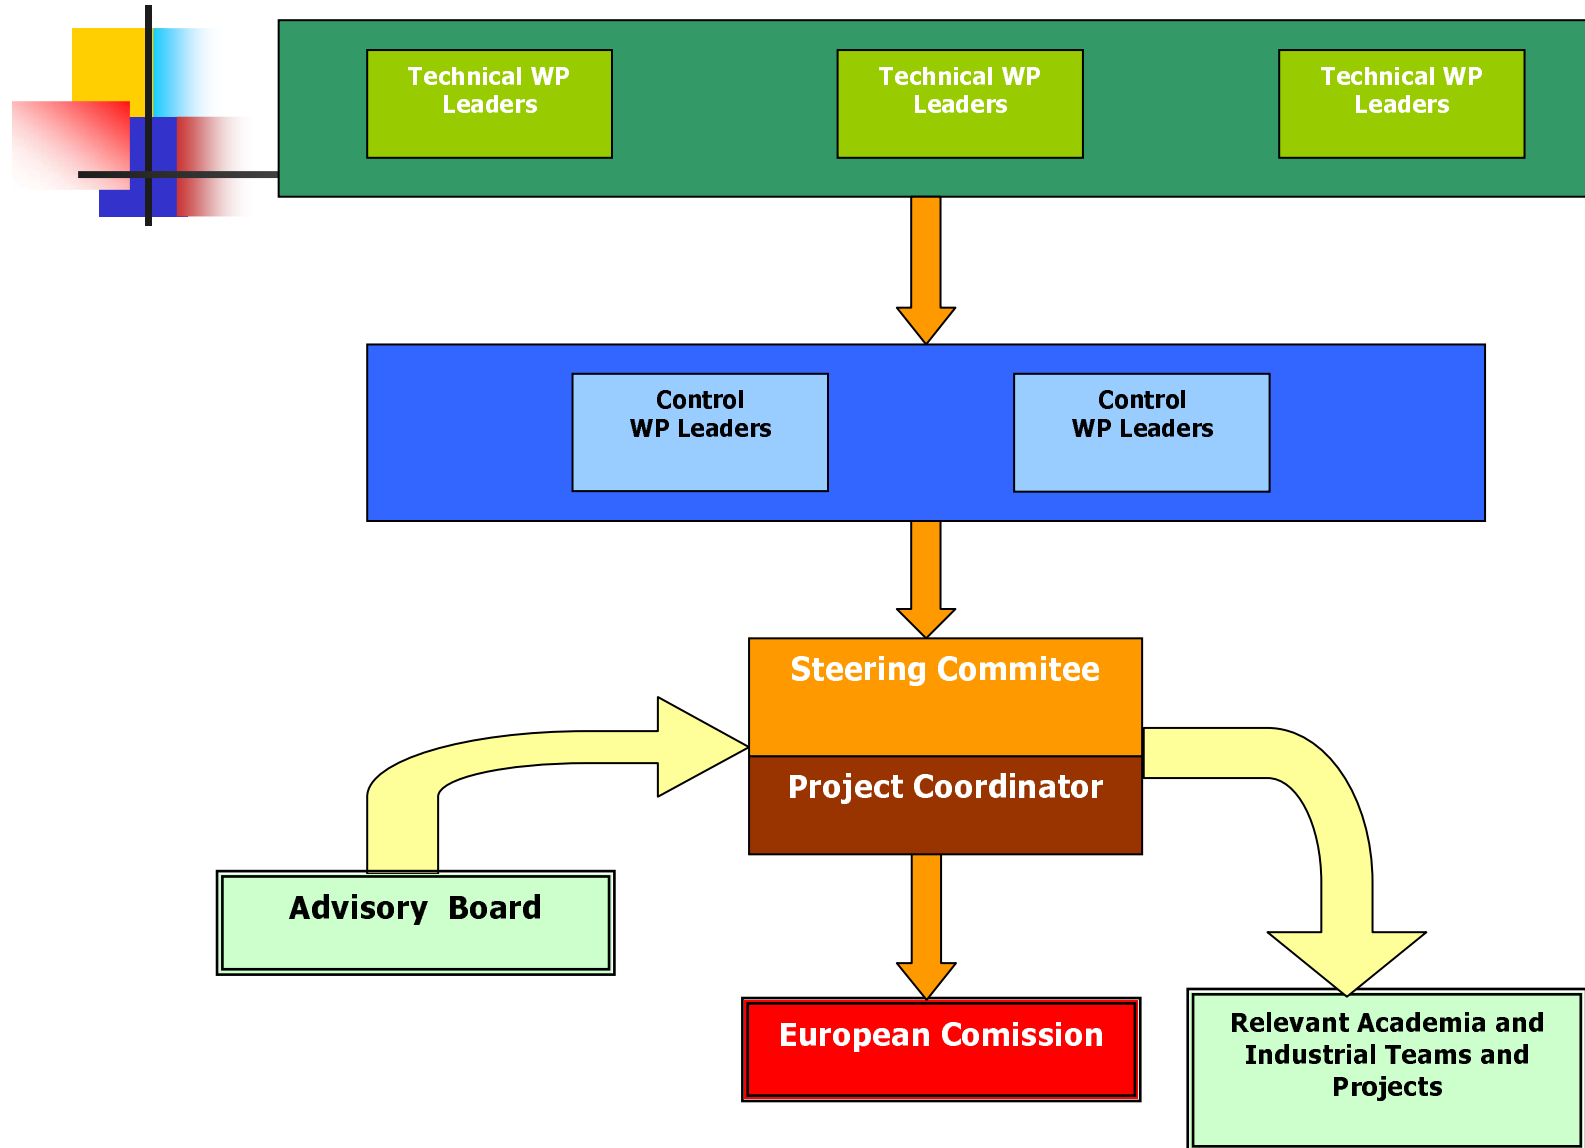 Technical WP
Leaders
Technical WP
Leaders
Technical WP
Leaders
Control
WP Leaders
Control
WP Leaders
Steering Commitee
Project Coordinator
Advisory  Board
European Comission
Relevant Academia and
Industrial Teams and
Projects